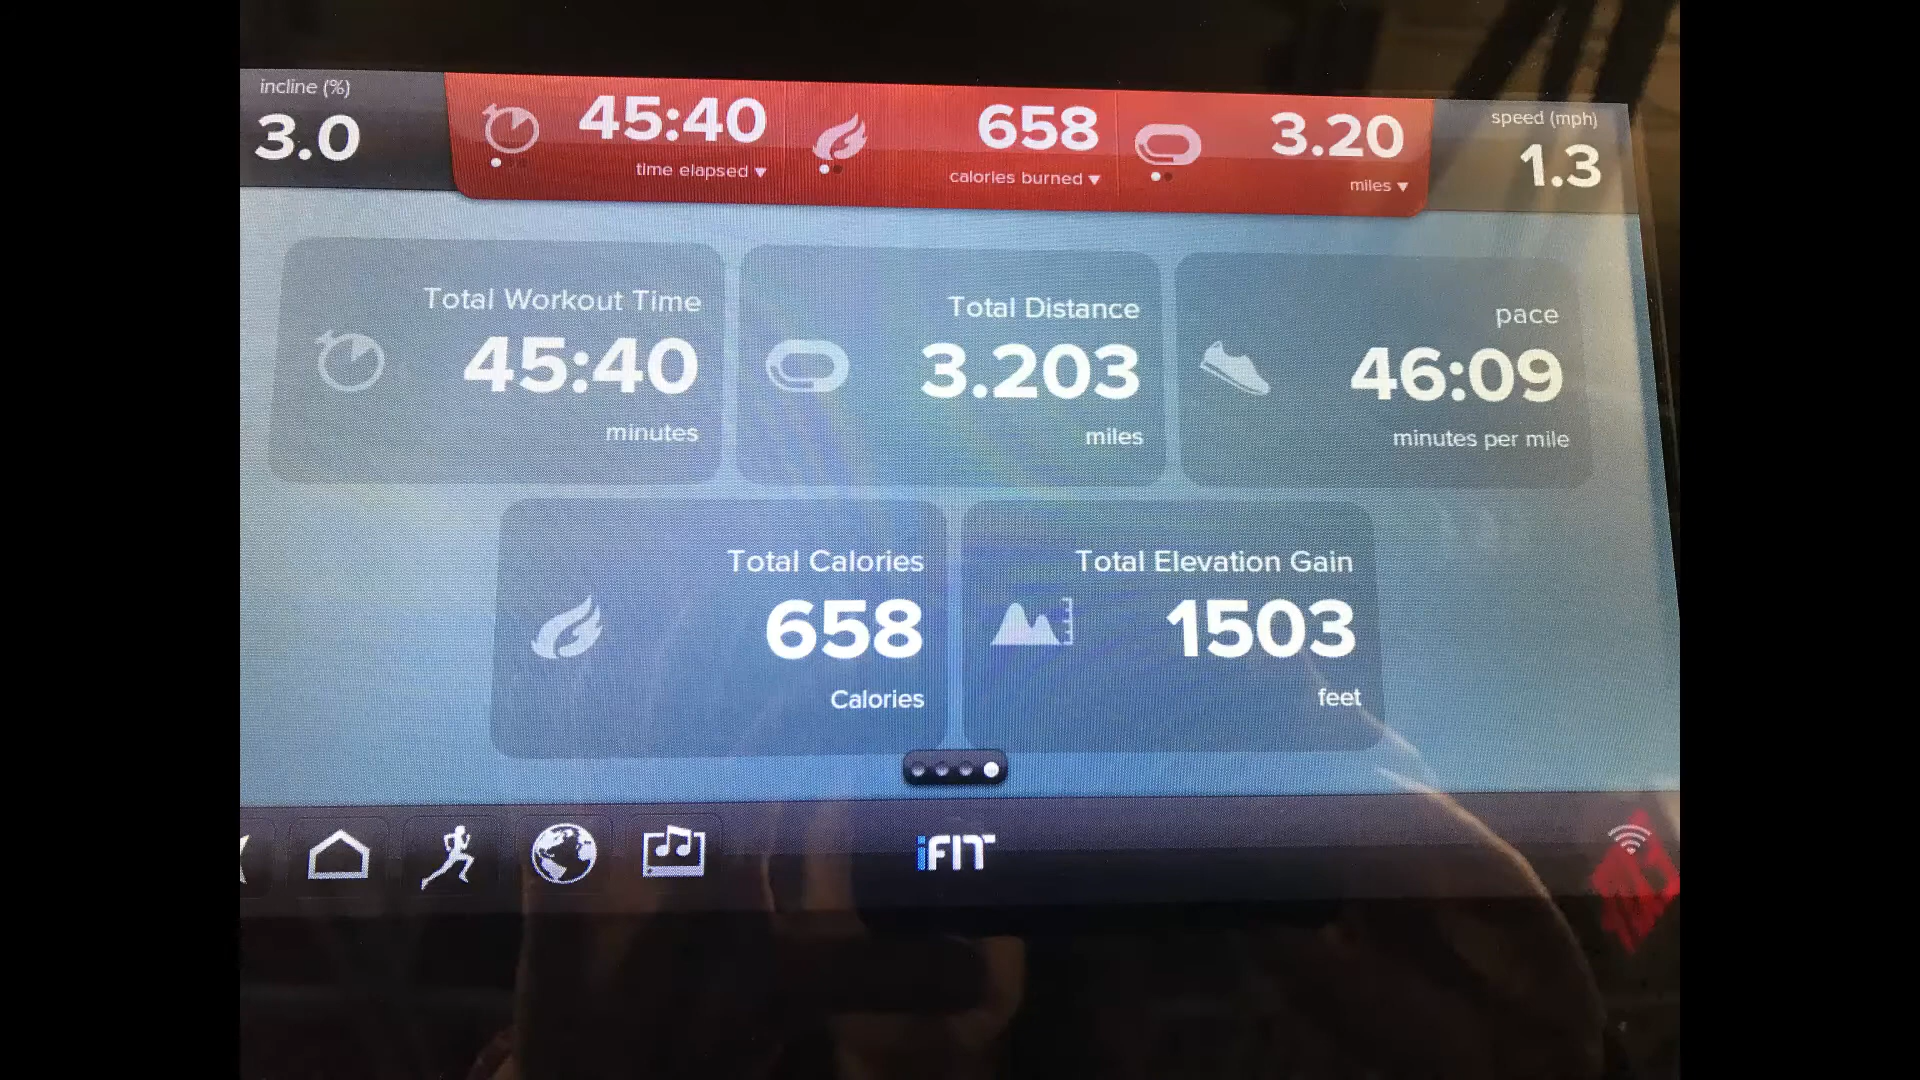 incline (%)
3.0
45:40
time elapsed ▼
658
calories burned ▼
3.20
miles ▼
speed (mph)
1.3
Total Workout Time
45:40
minutes
Total Distance
3.203
miles
pace
46:09
minutes per mile
Total Calories
658
Calories
Total Elevation Gain
1503
feet
iFIT